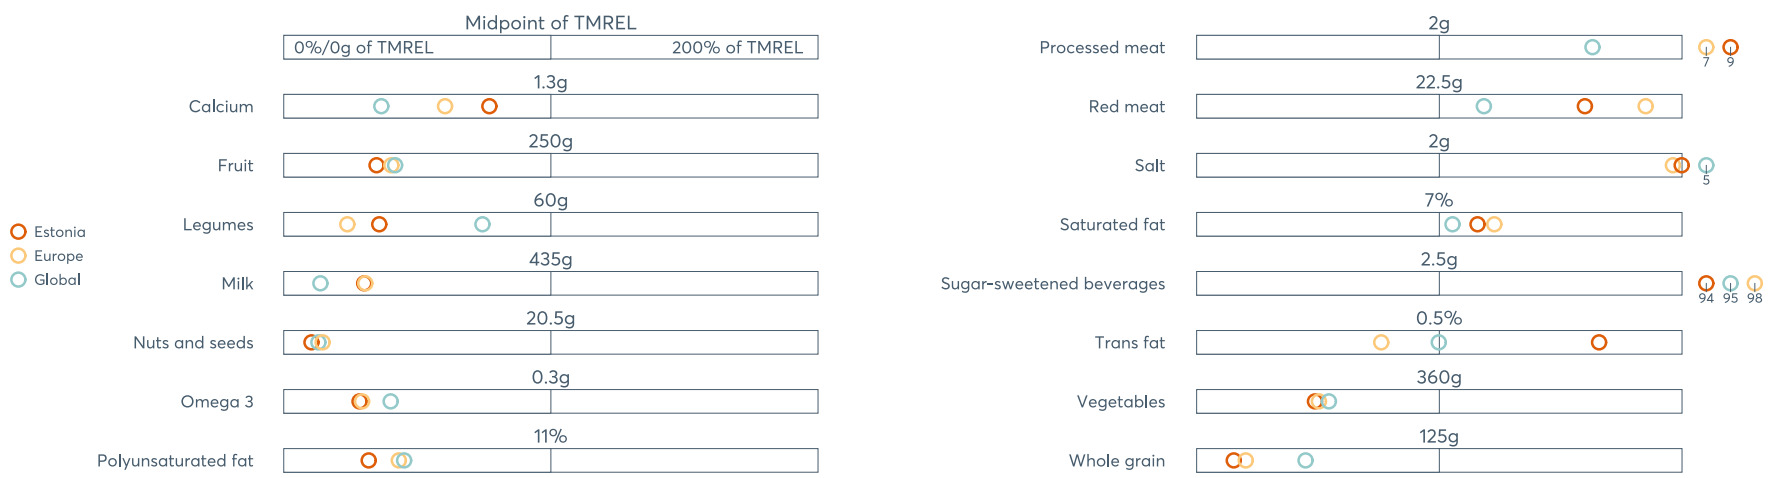 Midpoint of TMREL
0%/0g of TMREL 200% of TMREL
1.3g
Calcium
250g
Fruit
60g
Legumes
435g
Milk
20.5g
Nuts and seeds
0.3g
Omega 3
11%
Polyunsaturated fat
Estonia
Europe
Global
2g
Processed meat
7 9
22.5g
Red meat
2g
Salt
5
7%
Saturated fat
2.5g
Sugar-sweetened beverages
94 95 98
0.5%
Trans fat
360g
Vegetables
125g
Whole grain